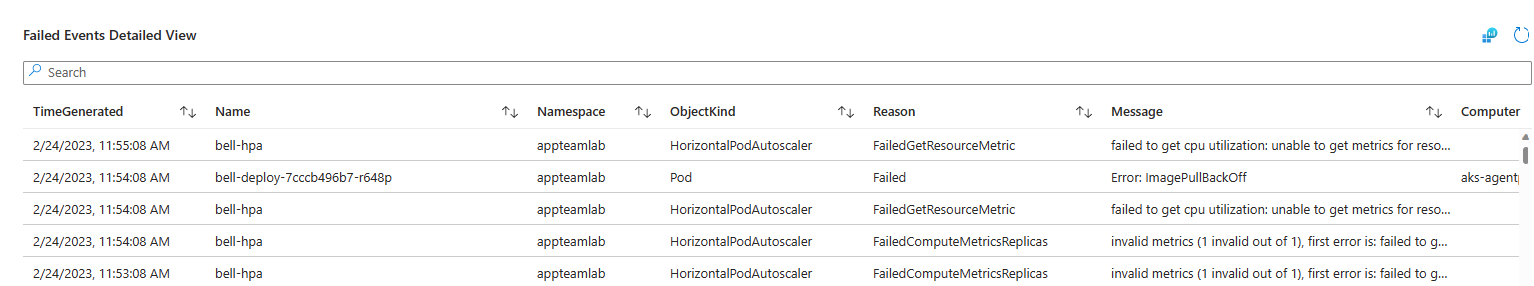 Failed Events Detailed View
Search
TimeGenerated Name Namespace ObjectKind Reason Message Computer
2/24/2023, 11:55:08 AM bell-hpa appteamlab HorizontalPodAutoscaler FailedGetResourceMetric failed to get cpu utilization: unable to get metrics for reso...
2/24/2023, 11:54:08 AM bell-deploy-7cccb496b7-r648p appteamlab Pod Failed Error: ImagePullBackOff aks-agentp
2/24/2023, 11:54:08 AM bell-hpa appteamlab HorizontalPodAutoscaler FailedGetResourceMetric failed to get cpu utilization: unable to get metrics for reso...
2/24/2023, 11:54:08 AM bell-hpa appteamlab HorizontalPodAutoscaler FailedComputeMetricsReplicas invalid metrics (1 invalid out of 1), first error is: failed to g...
2/24/2023, 11:53:08 AM bell-hpa appteamlab HorizontalPodAutoscaler FailedComputeMetricsReplicas invalid metrics (1 invalid out of 1), first error is: failed to g...